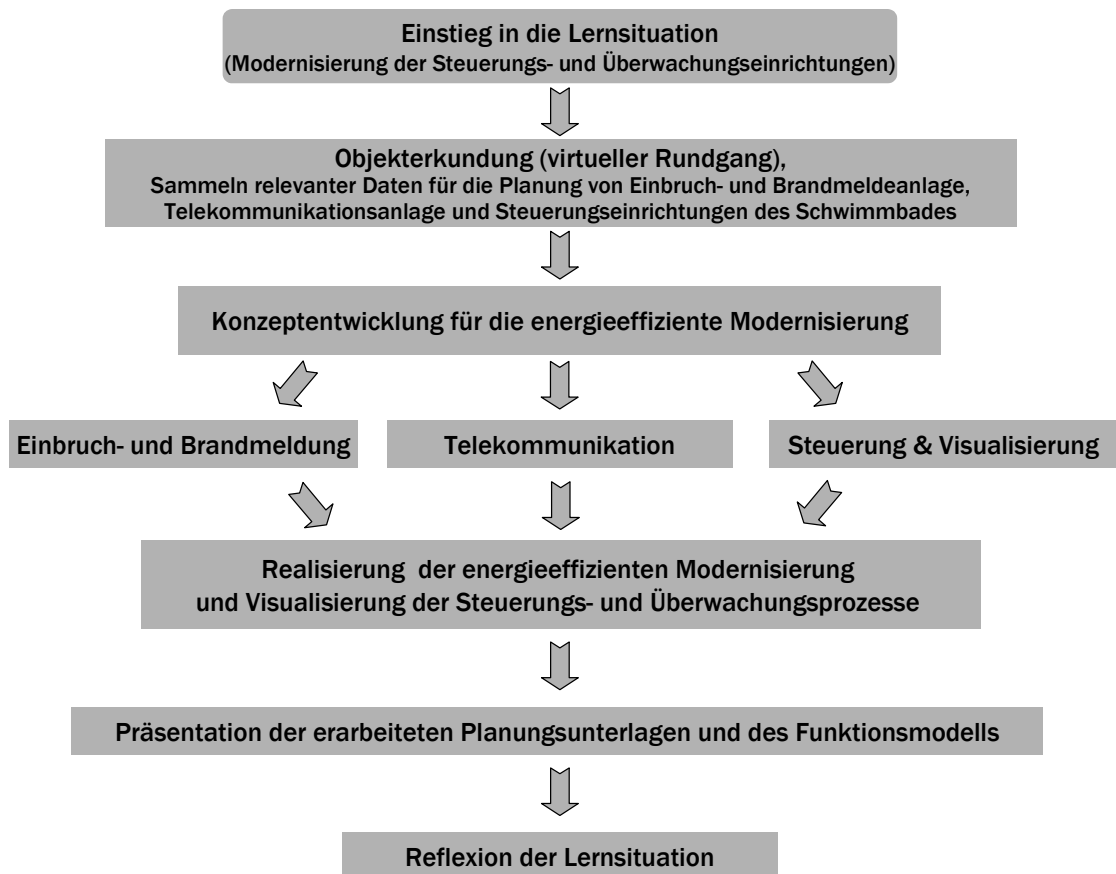 Einstieg in die Lernsituation
(Modernisierung der Steuerungs- und Überwachungseinrichtungen)
Objekterkundung (virtueller Rundgang),
Sammeln relevanter Daten für die Planung von Einbruch- und Brandmeldeanlage,
Telekommunikationsanlage und Steuerungseinrichtungen des Schwimmbades
Konzeptentwicklung für die energieeffiziente Modernisierung
Einbruch- und Brandmeldung
Telekommunikation
Steuerung & Visualisierung
Realisierung der energieeffizienten Modernisierung
und Visualisierung der Steuerungs- und Überwachungsprozesse
Präsentation der erarbeiteten Planungsunterlagen und des Funktionsmodells
Reflexion der Lernsituation